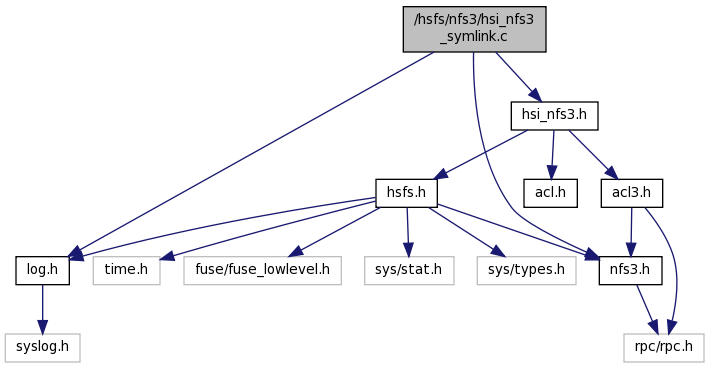 /hsfs/nfs3/hsi_nfs3
_symlink.c
hsi_nfs3.h
hsfs.h
acl.h
acl3.h
log.h
time.h
fuse/fuse_lowlevel.h
sys/stat.h
sys/types.h
nfs3.h
syslog.h
rpc/rpc.h